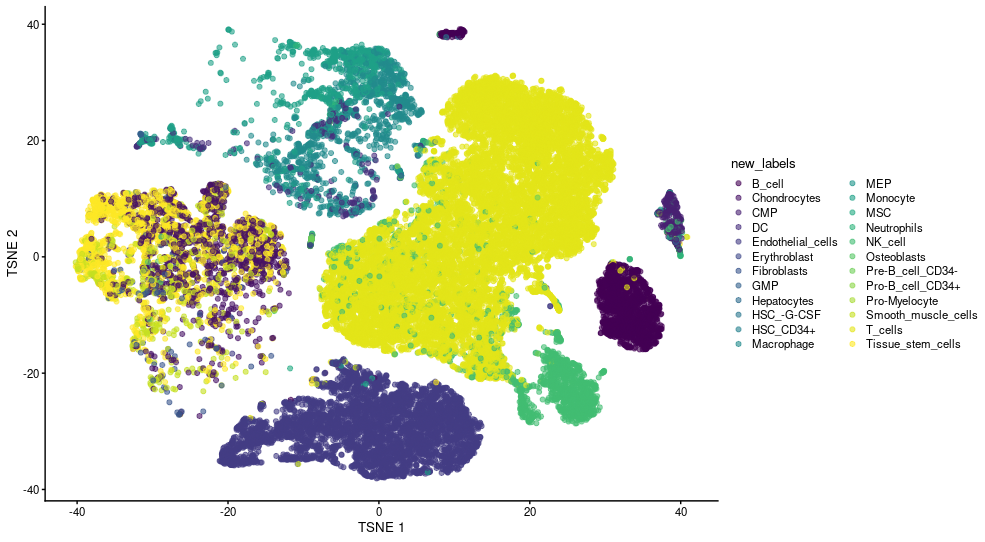 new_labels
B_cell
Chondrocytes
CMP
DC
Endothelial_cells
Erythroblast
Fibroblasts
GMP
Hepatocytes
HSC_-G-CSF
HSC_CD34+
Macrophage
MEP
Monocyte
MSC
Neutrophils
NK_cell
Osteoblasts
Pre-B_cell_CD34-
Pro-B_cell_CD34+
Pro-Myelocyte
Smooth_muscle_cells
T_cells
Tissue_stem_cells
TSNE 2
40
20
0
-20
-40
-40
-20
0
20
40
TSNE 1